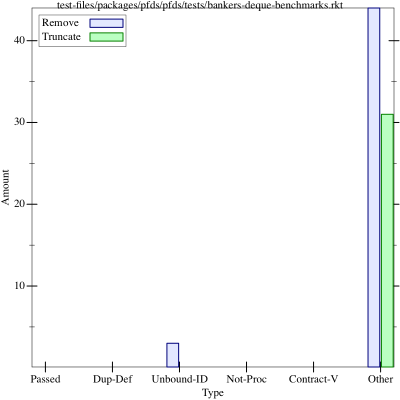 test-files/packages/pfds/pfds/tests/bankers-deque-benchmarks.rkt
Remove
Truncate
40
30
20
10
Amount
Passed Dup-Def Unbound-ID Not-Proc Contract-V Other
Type